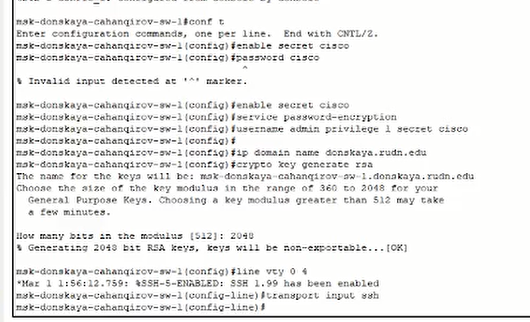 msk-donskaya-cahanqirov-sw-1#conf t
Enter configuration commands, one per line. End with CNTL/Z.
msk-donskaya-cahanqirov-sw-1(config)#enable secret cisco
msk-donskaya-cahanqirov-sw-1(config)#password cisco
^
% Invalid input detected at '^' marker.
msk-donskaya-cahanqirov-sw-1(config)#enable secret cisco
msk-donskaya-cahanqirov-sw-1(config)#service password-encryption
msk-donskaya-cahanqirov-sw-1(config)#username admin privilege 1 secret cisco
msk-donskaya-cahanqirov-sw-1(config)#
msk-donskaya-cahanqirov-sw-1(config)#ip domain name donskaya.rudn.edu
msk-donskaya-cahanqirov-sw-1(config)#crypto key generate rsa
The name for the keys will be: msk-donskaya-cahanqirov-sw-1.donskaya.rudn.edu
Choose the size of the key modulus in the range of 360 to 2048 for your
General Purpose Keys. Choosing a key modulus greater than 512 may take
a few minutes.
How many bits in the modulus [512]: 2048
% Generating 2048 bit RSA keys, keys will be non-exportable...[OK]
msk-donskaya-cahanqirov-sw-1(config)#line vty 0 4
*Mar 1 1:56:12.759: %SSH-5-ENABLED: SSH 1.99 has been enabled
msk-donskaya-cahanqirov-sw-1(config-line)#transport input ssh
msk-donskaya-cahanqirov-sw-1(config-line)#